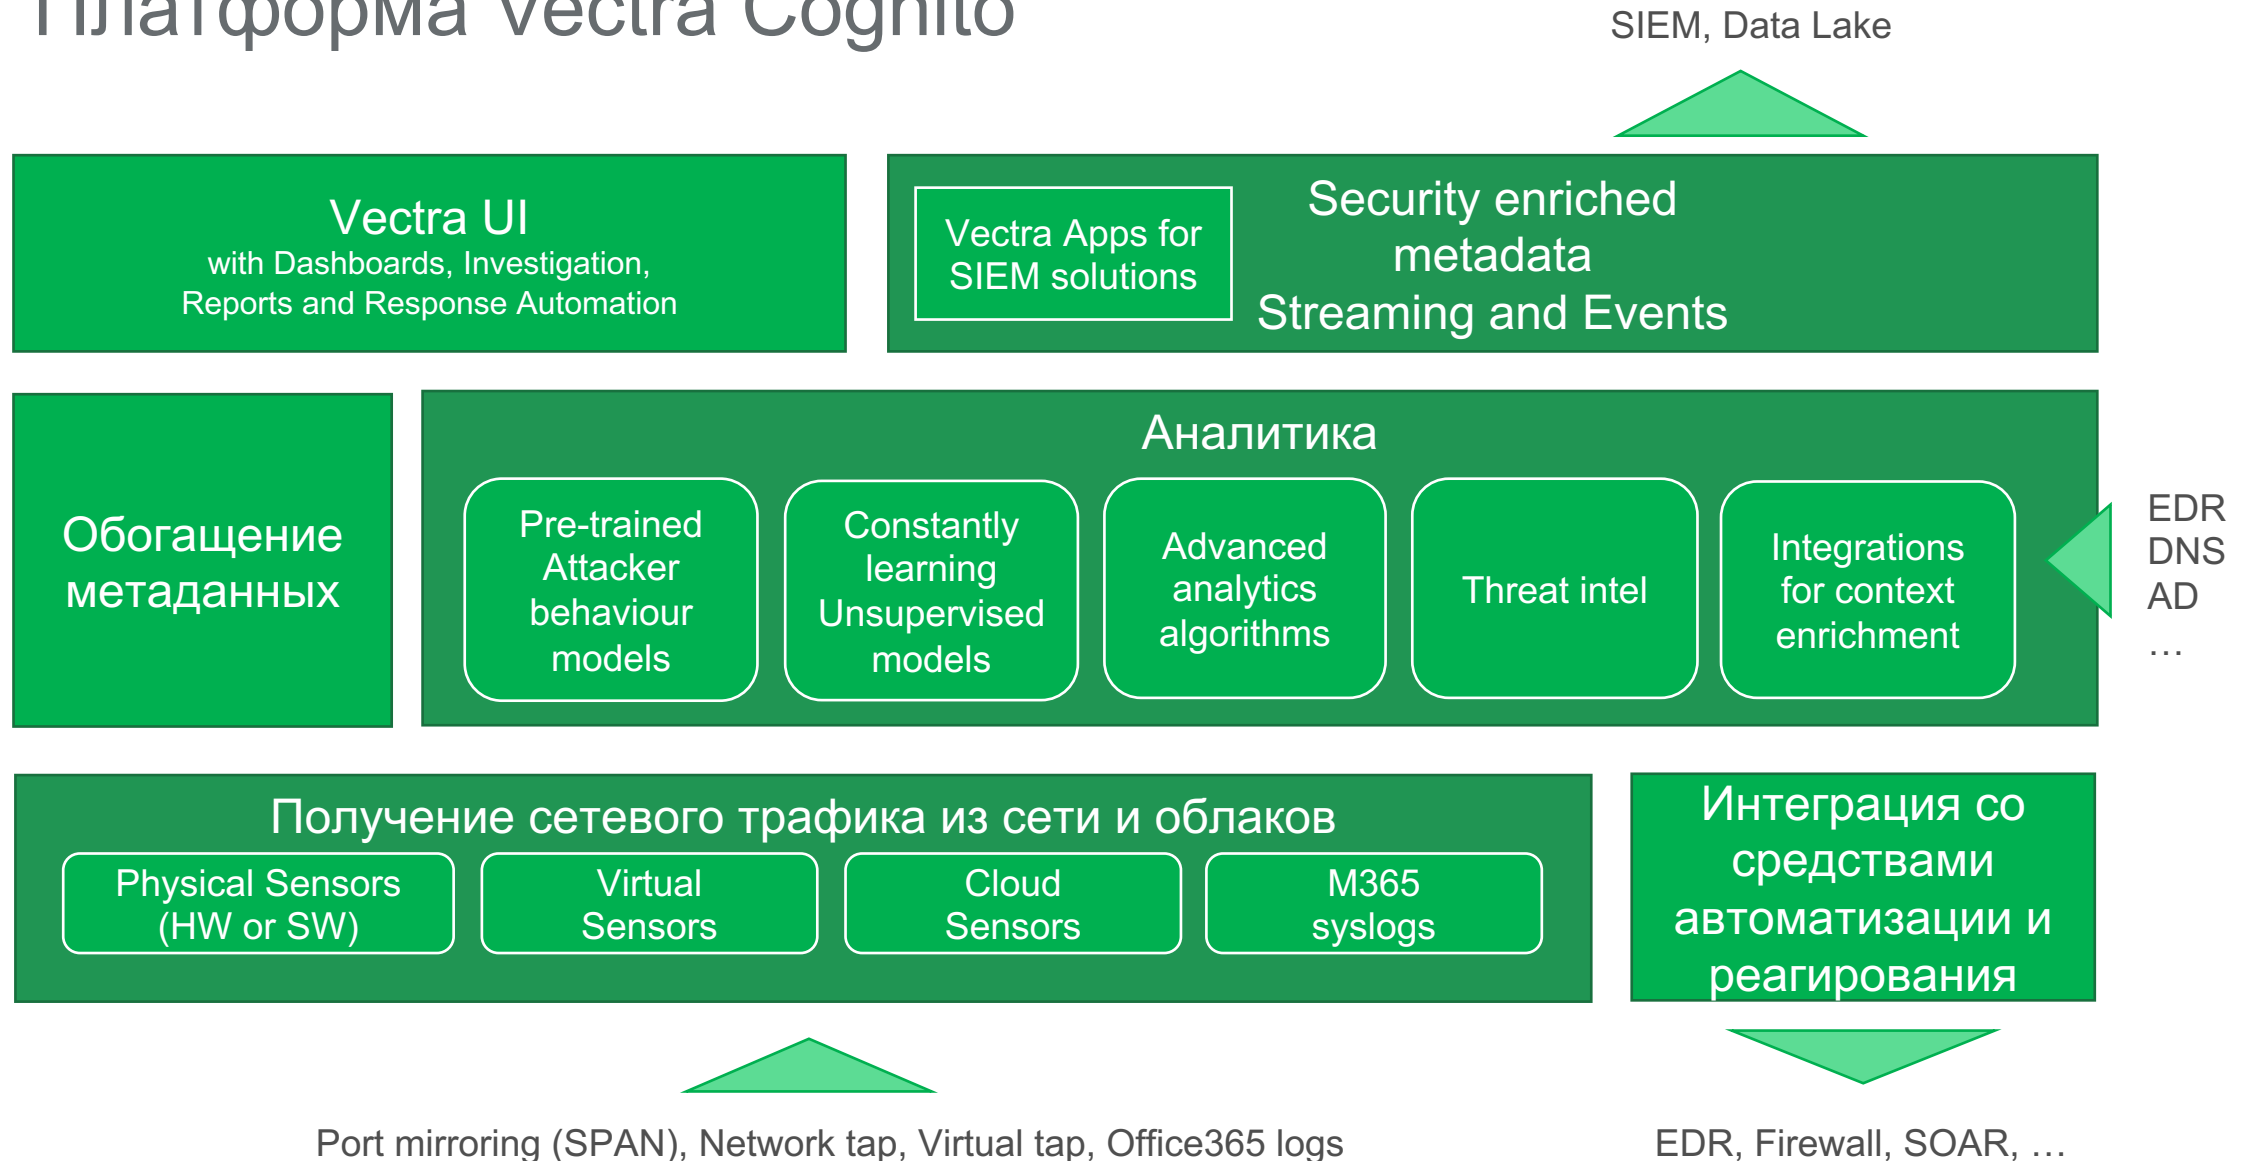 Платформа Vectra Cognito
SIEM, Data Lake
Vectra UI
with Dashboards, Investigation,
Reports and Response Automation
Vectra Apps for
SIEM solutions
Security enriched
metadata
Streaming and Events
Обогащение
метаданных
Аналитика
Pre-trained
Attacker
behaviour
models
Constantly
learning
Unsupervised
models
Advanced
analytics
algorithms
Threat intel
Integrations
for context
enrichment
EDR
DNS
AD
…
Получение сетевого трафика из сети и облаков
Physical Sensors
(HW or SW)
Virtual
Sensors
Cloud
Sensors
M365
syslogs
Интеграция со
средствами
автоматизации и
реагирования
Port mirroring (SPAN), Network tap, Virtual tap, Office365 logs
EDR, Firewall, SOAR, …